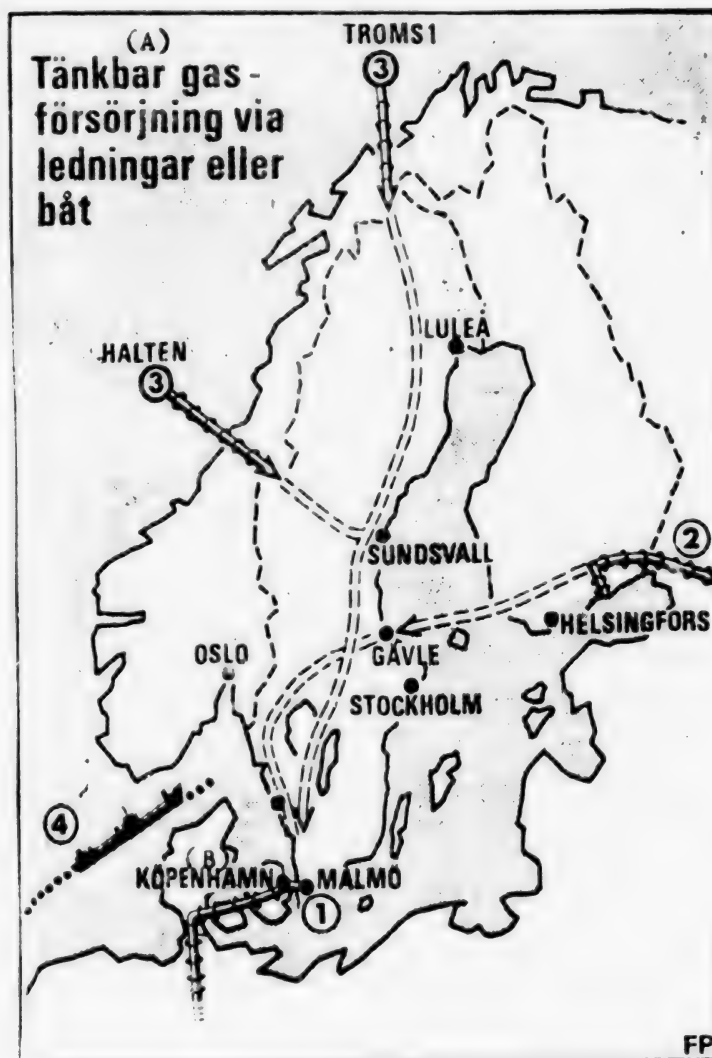 (A)
Tänkbar gas-
försörjning via
ledningar eller
båt
TROMS1
3
LULEÅ
HALTEN
3
SUNDSVALL
2
HELSINGFORS
GÄVLE
OSLO
STOCKHOLM
4
(B)
KÖPENHAMN
MALMÖ
1
FP